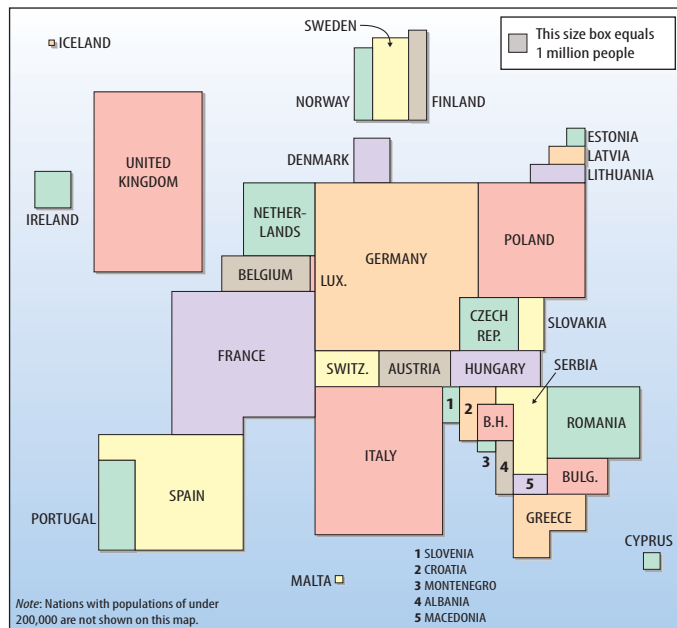 SWEDEN
This size box equals
1 million people
ICELAND
NORWAY
FINLAND
UNITED
KINGDOM
DENMARK
ESTONIA
LATVIA
LITHUANIA
IRELAND
NETHER-
LANDS
GERMANY
POLAND
BELGIUM
LUX.
CZECH
REP.
SLOVAKIA
FRANCE
SWITZ.
AUSTRIA
HUNGARY
SERBIA
1
2
B.H.
ROMANIA
ITALY
3
4
5
BULG.
SPAIN
PORTUGAL
GREECE
CYPRUS
MALTA
1 SLOVENIA
2 CROATIA
3 MONTENEGRO
4 ALBANIA
5 MACEDONIA
Note: Nations with populations of under
200,000 are not shown on this map.